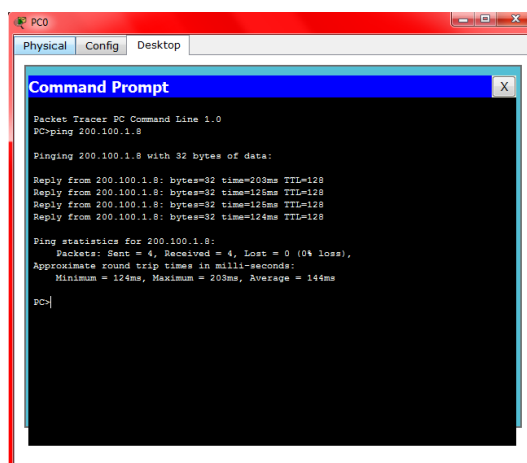 PC0
Physical Config Desktop
Command Prompt
X
Packet Tracer PC Command Line 1.0
PC>ping 200.100.1.8
Pinging 200.100.1.8 with 32 bytes of data:
Reply from 200.100.1.8: bytes=32 time=203ms TTL=128
Reply from 200.100.1.8: bytes=32 time=125ms TTL=128
Reply from 200.100.1.8: bytes=32 time=125ms TTL=128
Reply from 200.100.1.8: bytes=32 time=124ms TTL=128
Ping statistics for 200.100.1.8:
Packets: Sent = 4, Received = 4, Lost = 0 (0% loss),
Approximate round trip times in milli-seconds:
Minimum = 124ms, Maximum = 203ms, Average = 144ms
PC>